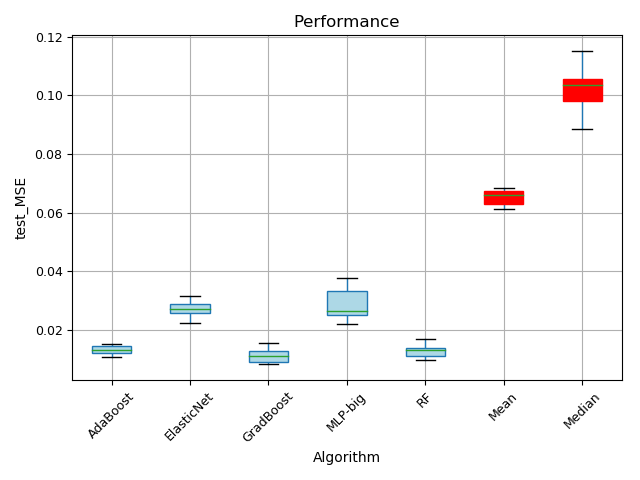 Performance
0.12
0.10
0.08
0.06
0.04
0.02
test_MSE
AdaBoost
ElasticNet
GradBoost
MLP-big
RF
Mean
Median
Algorithm